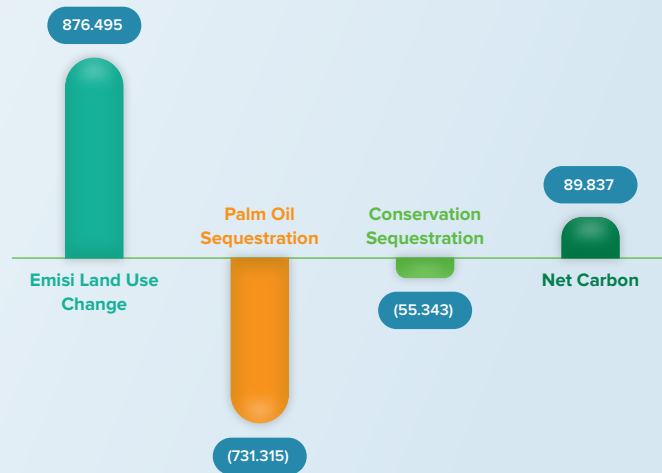 876.495
Emisi Land Use
Change
Palm Oil
Sequestration
(731.315)
Conservation
Sequestration
(55.343)
89.837
Net Carbon